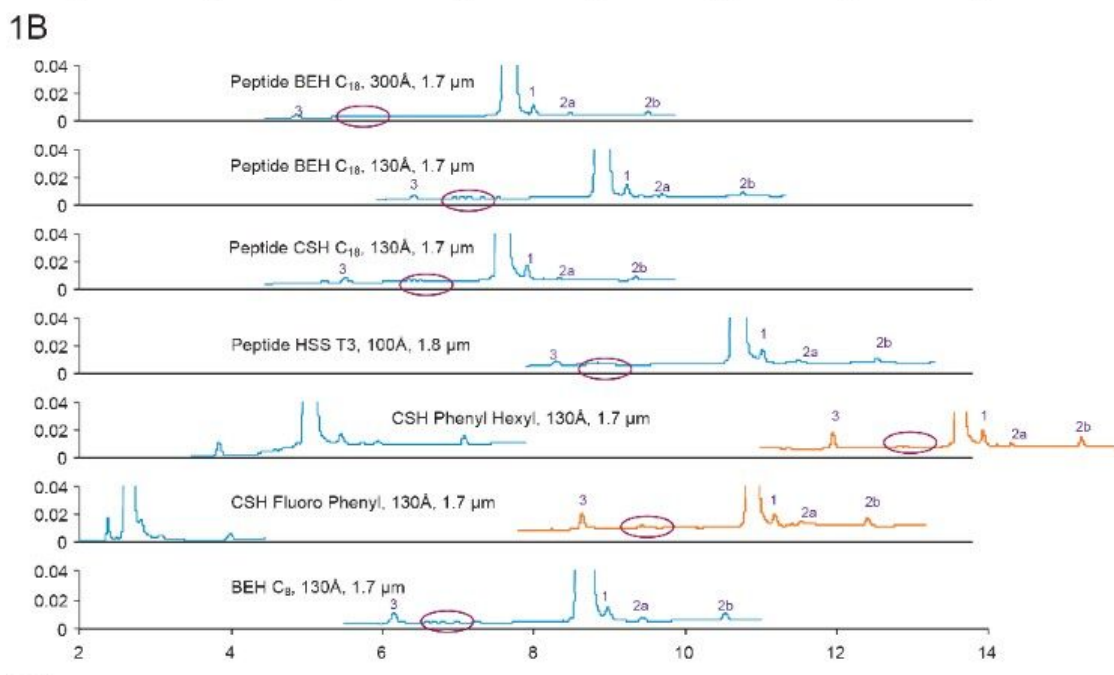 1B
0.04
Peptide BEH C18, 300Å, 1.7 µm
0.02
3
1
2a
2b
0
0.04
Peptide BEH C18, 130Å, 1.7 µm
0.02
3
1
2a
2b
0
0.04
Peptide CSH C18, 130Å, 1.7 µm
0.02
3
1
2a
2b
0
0.04
Peptide HSS T3, 100Å, 1.8 µm
0.02
3
1
2a
2b
0
0.04
CSH Phenyl Hexyl, 130Å, 1.7 µm
0.02
3
1
2a
2b
0
0.04
CSH Fluoro Phenyl, 130Å, 1.7 µm
0.02
3
1
2a
2b
0
0.04
BEH C8, 130Å, 1.7 µm
0.02
3
1
2a
2b
0
2 4 6 8 10 12 14